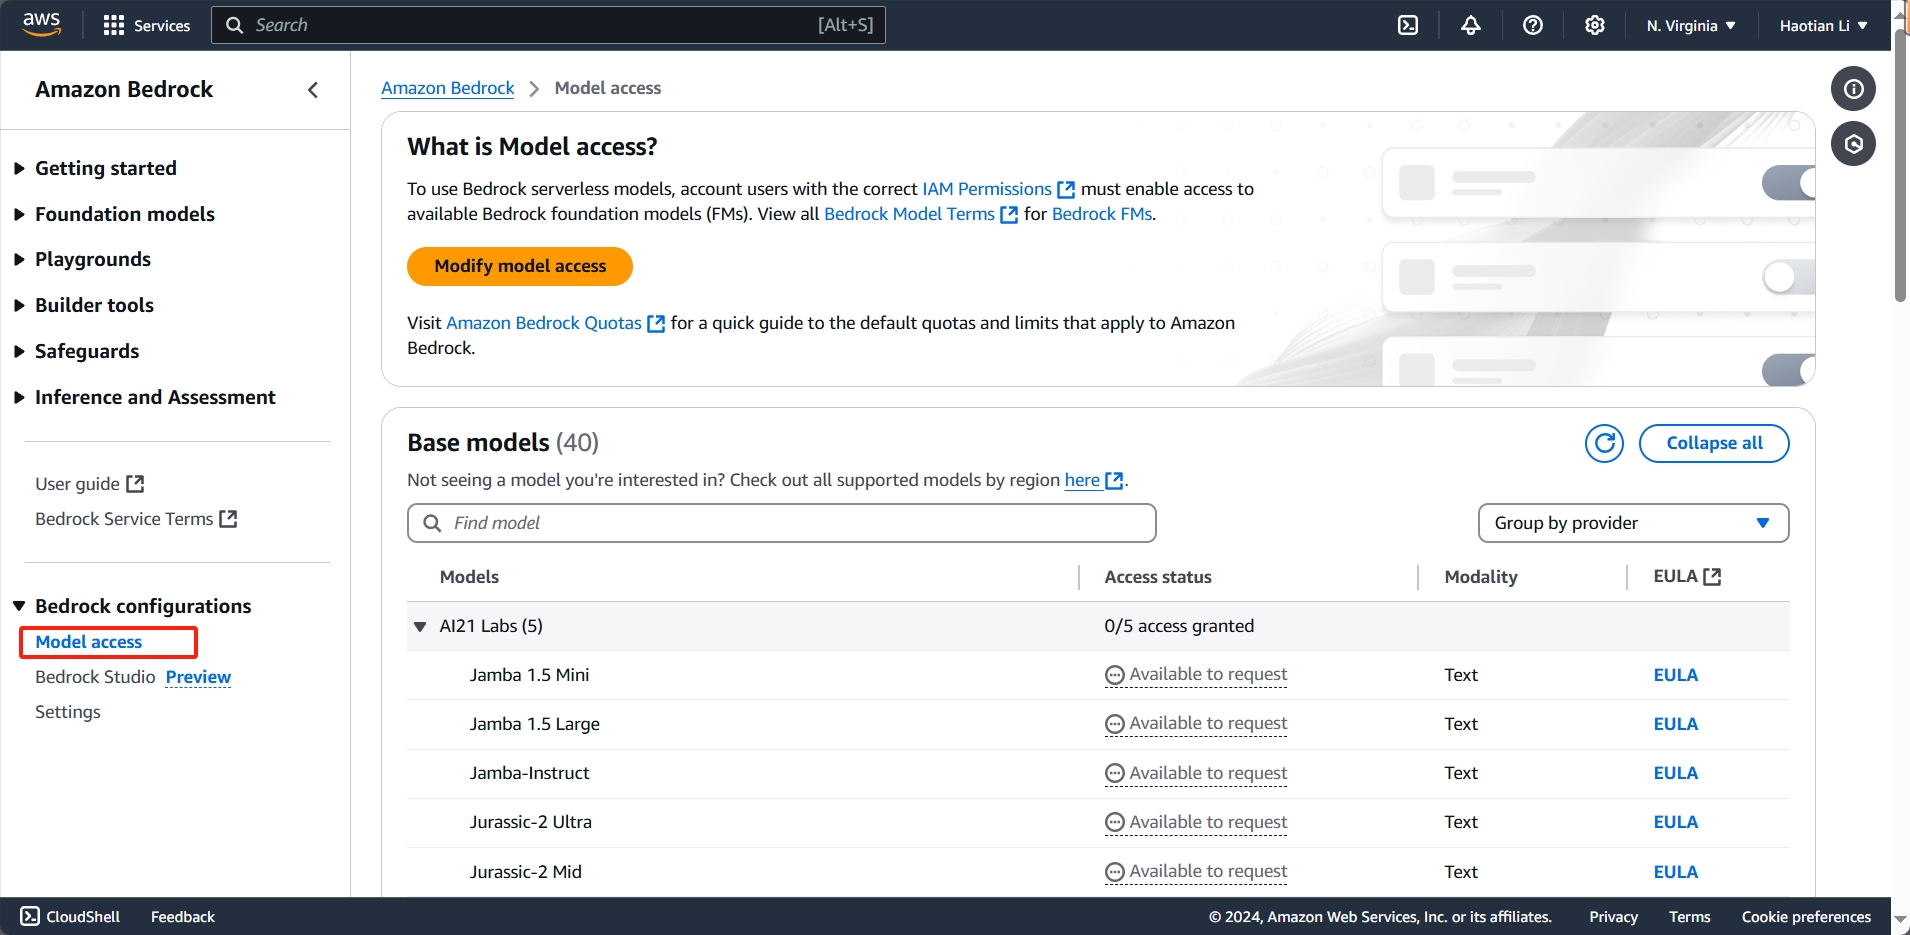 aws
Services
Search
[Alt+S]
N. Virginia
Haotian Li
Amazon Bedrock
Getting started
Foundation models
Playgrounds
Builder tools
Safeguards
Inference and Assessment
User guide
Bedrock Service Terms
Bedrock configurations
Model access
Bedrock Studio Preview
Settings
Amazon Bedrock > Model access
What is Model access?
To use Bedrock serverless models, account users with the correct IAM Permissions must enable access to
available Bedrock foundation models (FMs). View all Bedrock Model Terms for Bedrock FMs.
Modify model access
Visit Amazon Bedrock Quotas for a quick guide to the default quotas and limits that apply to Amazon
Bedrock.
Base models (40)
Collapse all
Not seeing a model you're interested in? Check out all supported models by region here.
Find model
Group by provider
Models Access status Modality EULA
AI21 Labs (5) 0/5 access granted
Jamba 1.5 Mini Available to request Text EULA
Jamba 1.5 Large Available to request Text EULA
Jamba-Instruct Available to request Text EULA
Jurassic-2 Ultra Available to request Text EULA
Jurassic-2 Mid Available to request Text EULA
CloudShell Feedback © 2024, Amazon Web Services, Inc. or its affiliates. Privacy Terms Cookie preferences